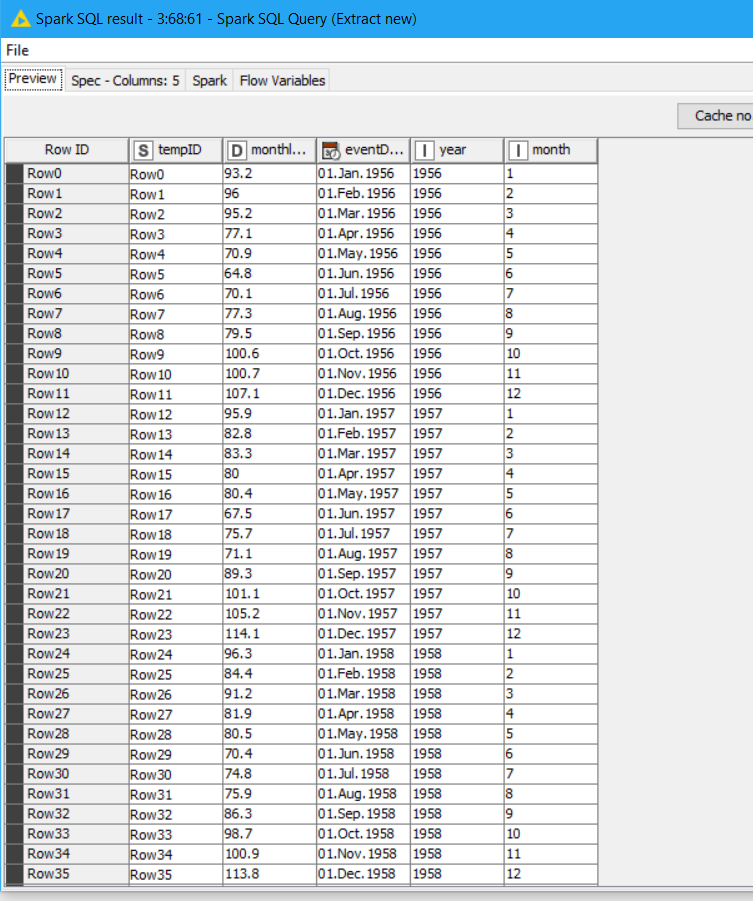 Spark SQL result - 3:68:61 - Spark SQL Query (Extract new)
File
Preview Spec - Columns: 5 Spark Flow Variables
Cache no
Row ID S tempID D monthl... eventD... I year I month
Row0 Row0 93.2 01.Jan.1956 1956 1
Row1 Row1 96 01.Feb.1956 1956 2
Row2 Row2 95.2 01.Mar.1956 1956 3
Row3 Row3 77.1 01.Apr.1956 1956 4
Row4 Row4 70.9 01.May.1956 1956 5
Row5 Row5 64.8 01.Jun.1956 1956 6
Row6 Row6 70.1 01.Jul.1956 1956 7
Row7 Row7 77.3 01.Aug.1956 1956 8
Row8 Row8 79.5 01.Sep.1956 1956 9
Row9 Row9 100.6 01.Oct.1956 1956 10
Row10 Row10 100.7 01.Nov.1956 1956 11
Row11 Row11 107.1 01.Dec.1956 1956 12
Row12 Row12 95.9 01.Jan.1957 1957 1
Row13 Row13 82.8 01.Feb.1957 1957 2
Row14 Row14 83.3 01.Mar.1957 1957 3
Row15 Row15 80 01.Apr.1957 1957 4
Row16 Row16 80.4 01.May.1957 1957 5
Row17 Row17 67.5 01.Jun.1957 1957 6
Row18 Row18 75.7 01.Jul.1957 1957 7
Row19 Row19 71.1 01.Aug.1957 1957 8
Row20 Row20 89.3 01.Sep.1957 1957 9
Row21 Row21 101.1 01.Oct.1957 1957 10
Row22 Row22 105.2 01.Nov.1957 1957 11
Row23 Row23 114.1 01.Dec.1957 1957 12
Row24 Row24 96.3 01.Jan.1958 1958 1
Row25 Row25 84.4 01.Feb.1958 1958 2
Row26 Row26 91.2 01.Mar.1958 1958 3
Row27 Row27 81.9 01.Apr.1958 1958 4
Row28 Row28 80.5 01.May.1958 1958 5
Row29 Row29 70.4 01.Jun.1958 1958 6
Row30 Row30 74.8 01.Jul.1958 1958 7
Row31 Row31 75.9 01.Aug.1958 1958 8
Row32 Row32 86.3 01.Sep.1958 1958 9
Row33 Row33 98.7 01.Oct.1958 1958 10
Row34 Row34 100.9 01.Nov.1958 1958 11
Row35 Row35 113.8 01.Dec.1958 1958 12